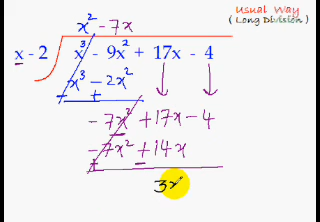 Usual Way
( Long Division )
x² - 7x
x - 2 x³ - 9x² + 17x - 4
x³ - 2x²
- +
- 7x² + 17x - 4
- 7x² + 14x
+ -
3x